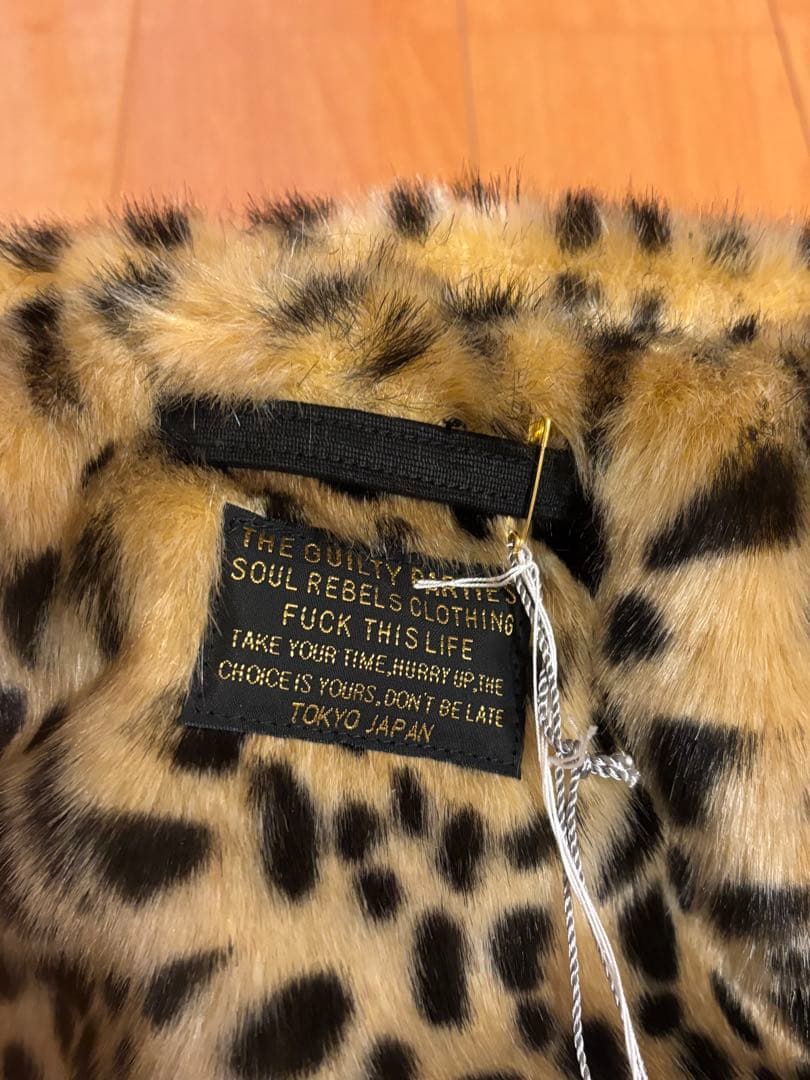 THE GUILTY PARTIES
SOUL REBELS CLOTHING
FUCK THIS LIFE
TAKE YOUR TIME,HURRY UP,THE
CHOICE IS YOURS,DON'T BE LATE
TOKYO JAPAN